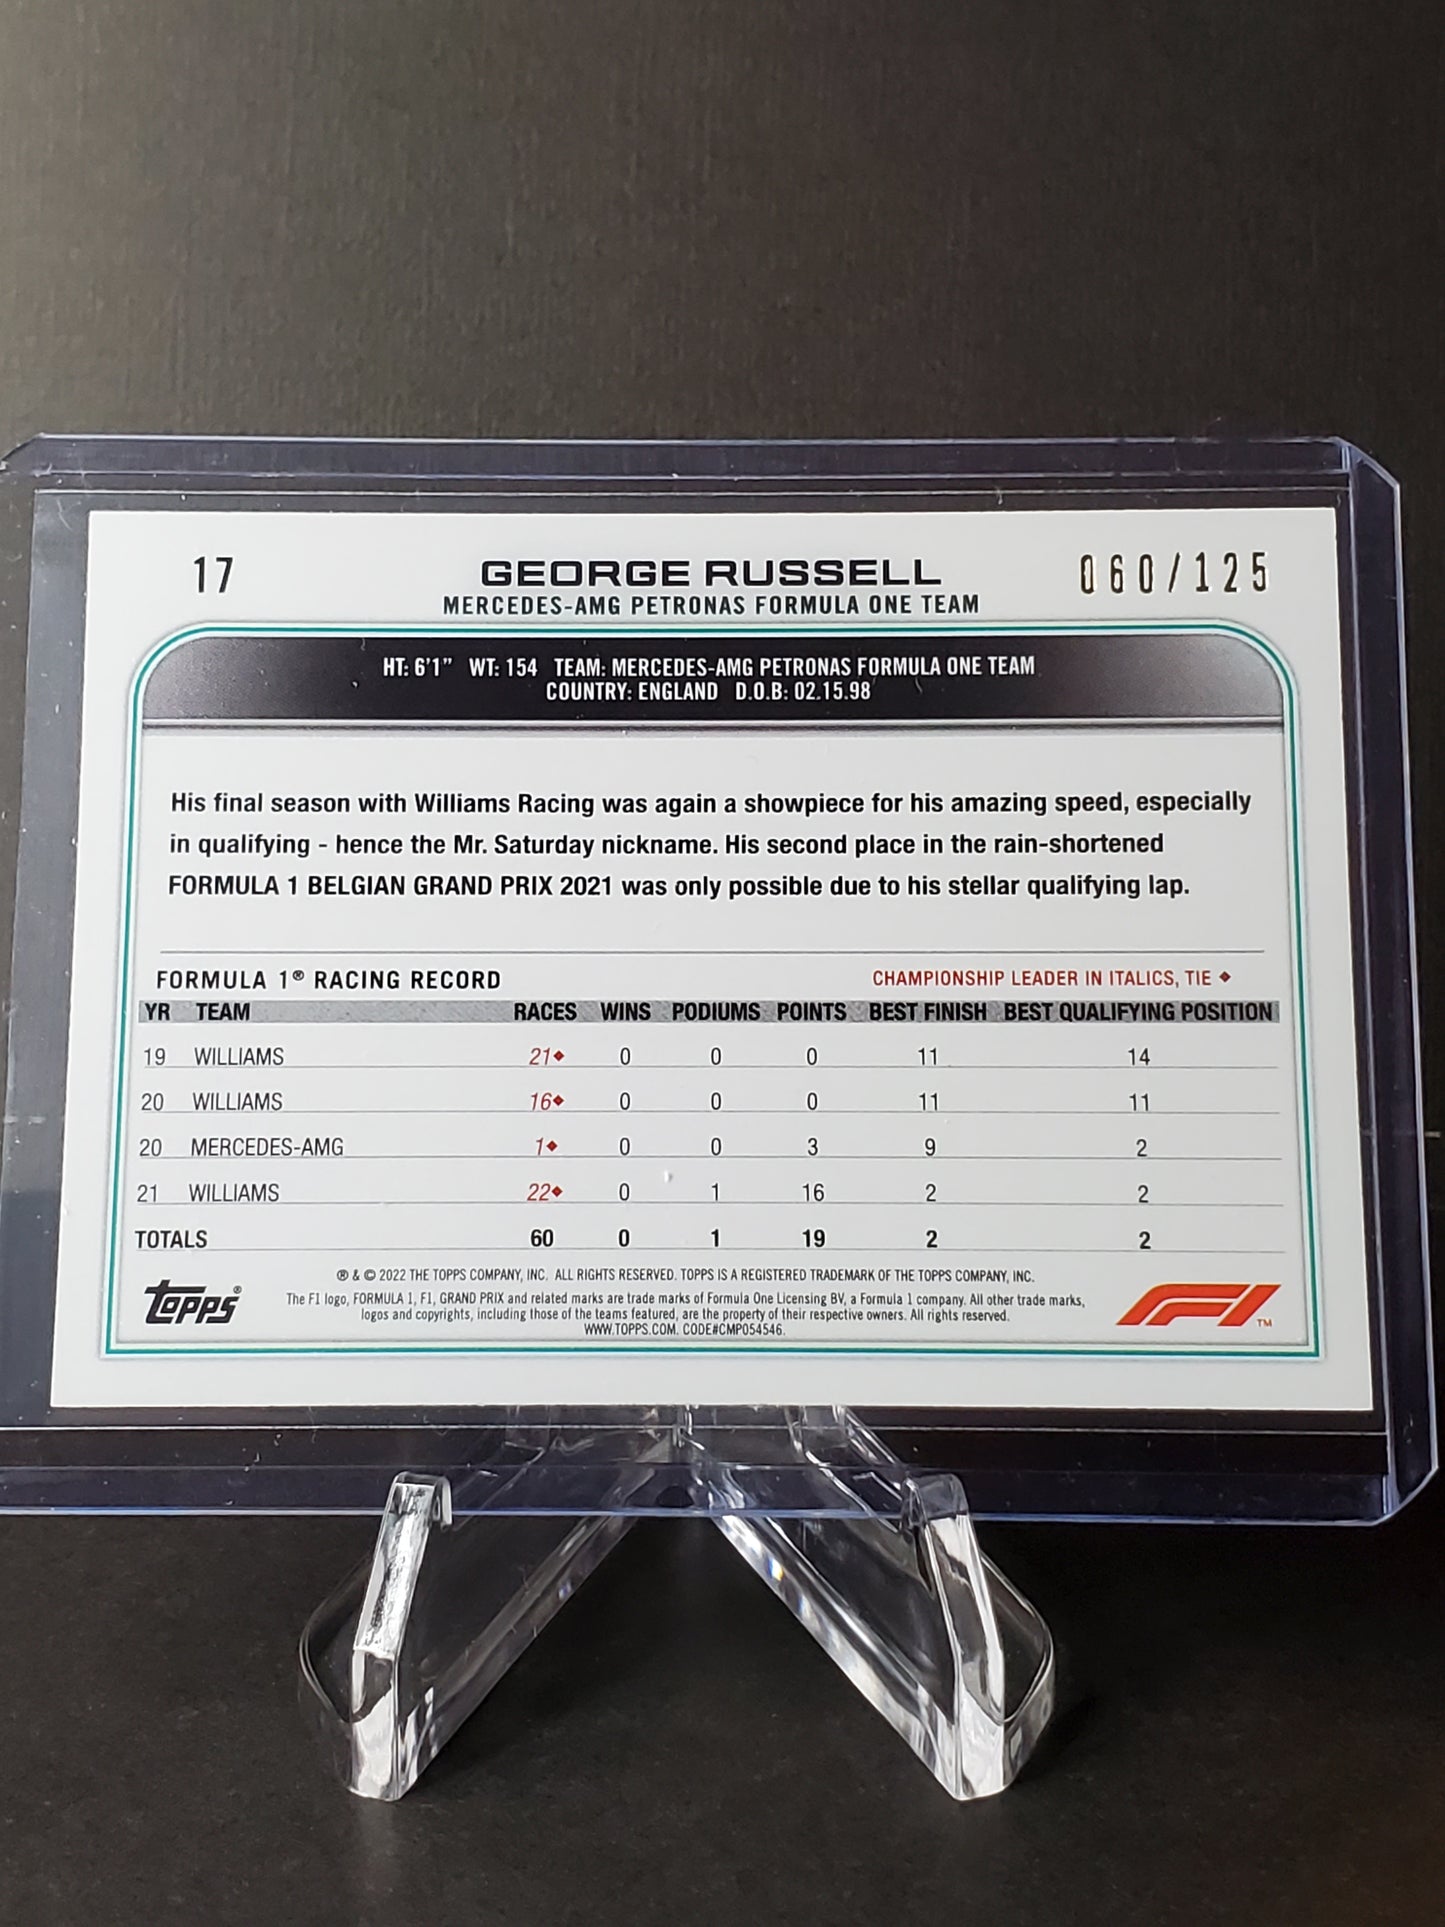 17 GEORGE RUSSELL 060/125
MERCEDES-AMG PETRONAS FORMULA ONE TEAM
HT: 6'1" WT: 154 TEAM: MERCEDES-AMG PETRONAS FORMULA ONE TEAM
COUNTRY: ENGLAND D.O.B: 02.15.98
His final season with Williams Racing was again a showpiece for his amazing speed, especially
in qualifying - hence the Mr. Saturday nickname. His second place in the rain-shortened
FORMULA 1 BELGIAN GRAND PRIX 2021 was only possible due to his stellar qualifying lap.
FORMULA 1® RACING RECORD CHAMPIONSHIP LEADER IN ITALICS, TIE ◆
YR TEAM RACES WINS PODIUMS POINTS BEST FINISH BEST QUALIFYING POSITION
19 WILLIAMS 21◆ 0 0 0 11 14
20 WILLIAMS 16◆ 0 0 0 11 11
20 MERCEDES-AMG 1◆ 0 0 3 9 2
21 WILLIAMS 22◆ 0 1 16 2 2
TOTALS 60 0 1 19 2 2
® & © 2022 THE TOPPS COMPANY, INC. ALL RIGHTS RESERVED. TOPPS IS A REGISTERED TRADEMARK OF THE TOPPS COMPANY, INC.
The F1 logo, FORMULA 1, F1, GRAND PRIX and related marks are trade marks of Formula One Licensing BV, a Formula 1 company. All other trade marks,
logos and copyrights, including those of the teams featured, are the property of their respective owners. All rights reserved.
WWW.TOPPS.COM. CODE#CMP054546.
topps®
F1™